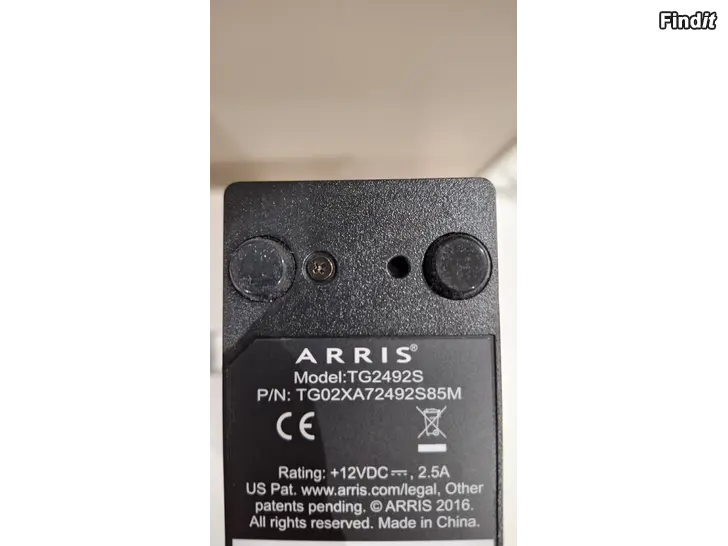 Findit
ARRIS®
Model:TG2492S
P/N: TG02XA72492S85M
CE
Rating: +12VDC⎓, 2.5A
US Pat. www.arris.com/legal, Other
patents pending. © ARRIS 2016.
All rights reserved. Made in China.